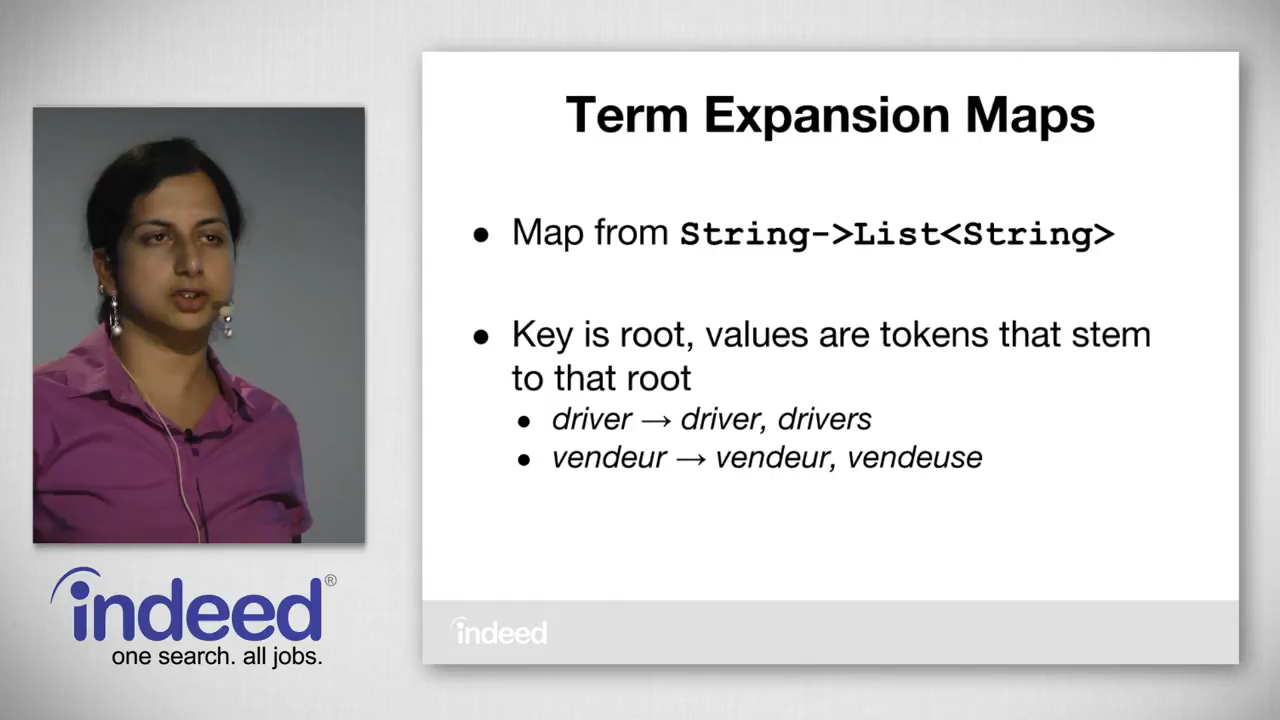 Term Expansion Maps
● Map from String->List<String>
● Key is root, values are tokens that stem
to that root
● driver → driver, drivers
● vendeur → vendeur, vendeuse
indeed
indeed®
one search. all jobs.